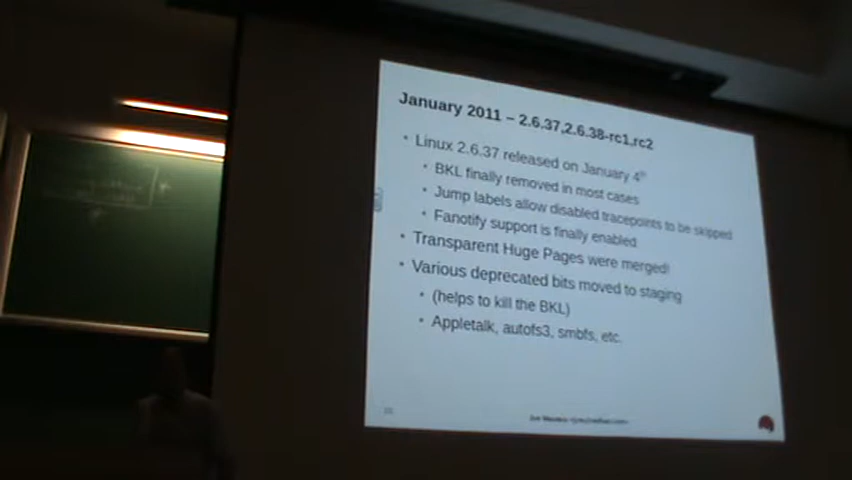 January 2011 – 2.6.37,2.6.38-rc1,rc2
• Linux 2.6.37 released on January 4th
• BKL finally removed in most cases
• Jump labels allow disabled tracepoints to be skipped
• Fanotify support is finally enabled
• Transparent Huge Pages were merged!
• Various deprecated bits moved to staging
• (helps to kill the BKL)
• Appletalk, autofs3, smbfs, etc.